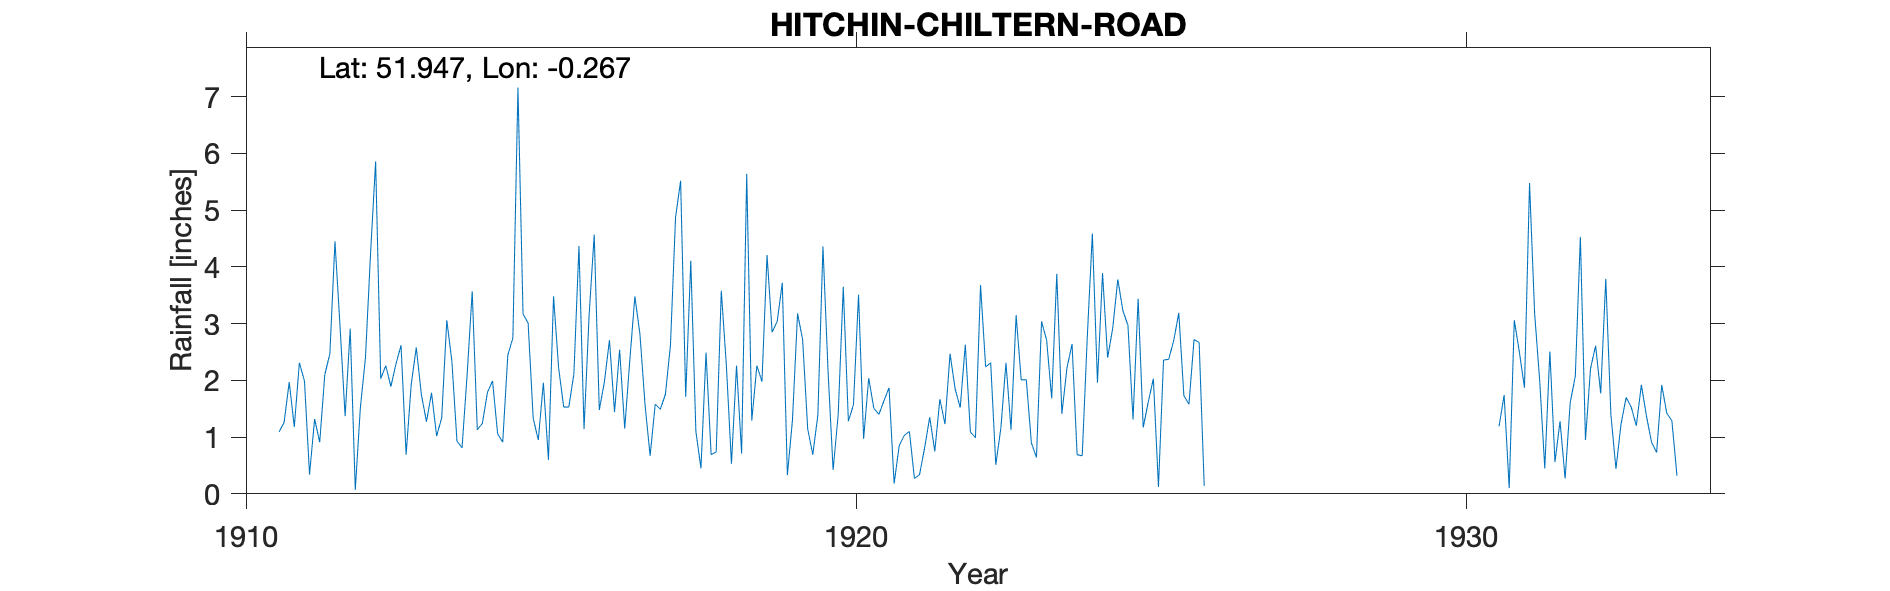 HITCHIN-CHILTERN-ROAD
Lat: 51.947, Lon: -0.267
7
6
5
4
3
2
1
0
Rainfall [inches]
1910 1920 1930
Year